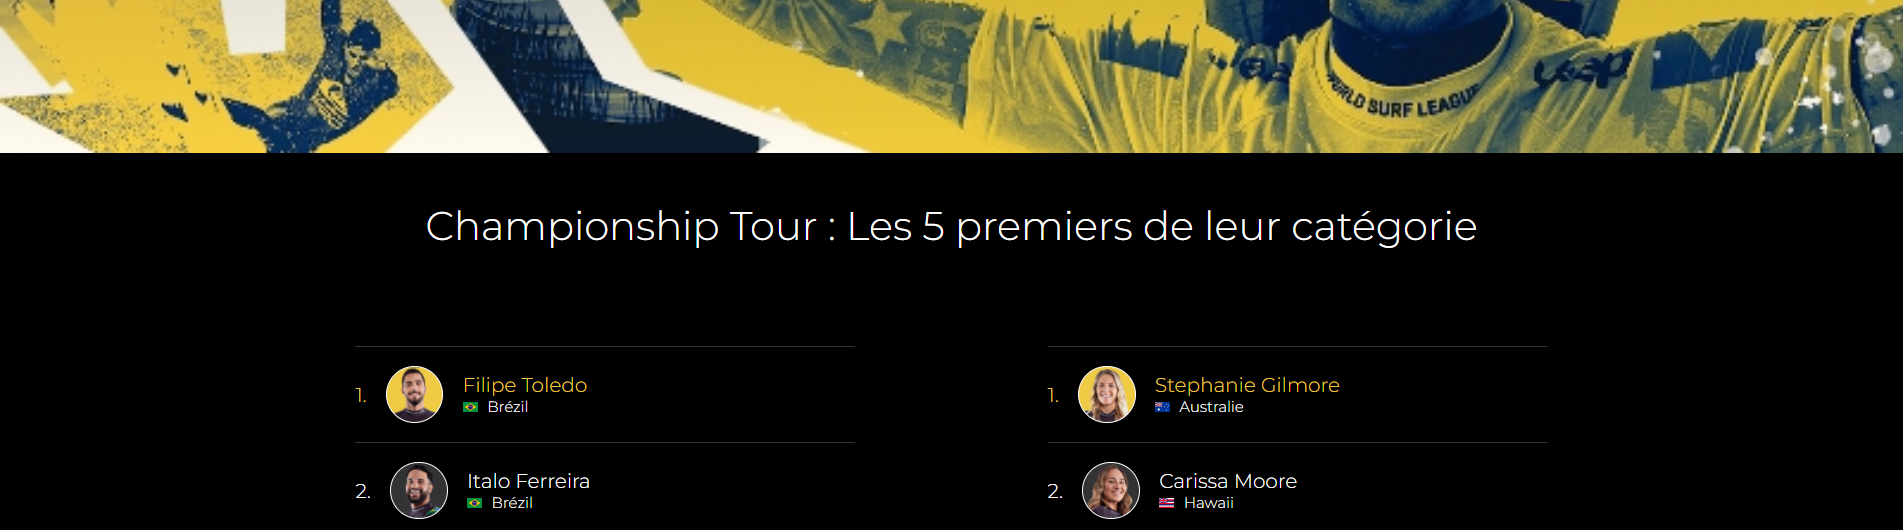 WORLD SURF LEAGUE
Championship Tour : Les 5 premiers de leur catégorie
1.
Filipe Toledo
Brézil
2.
Italo Ferreira
Brézil
1.
Stephanie Gilmore
Australie
2.
Carissa Moore
Hawaii